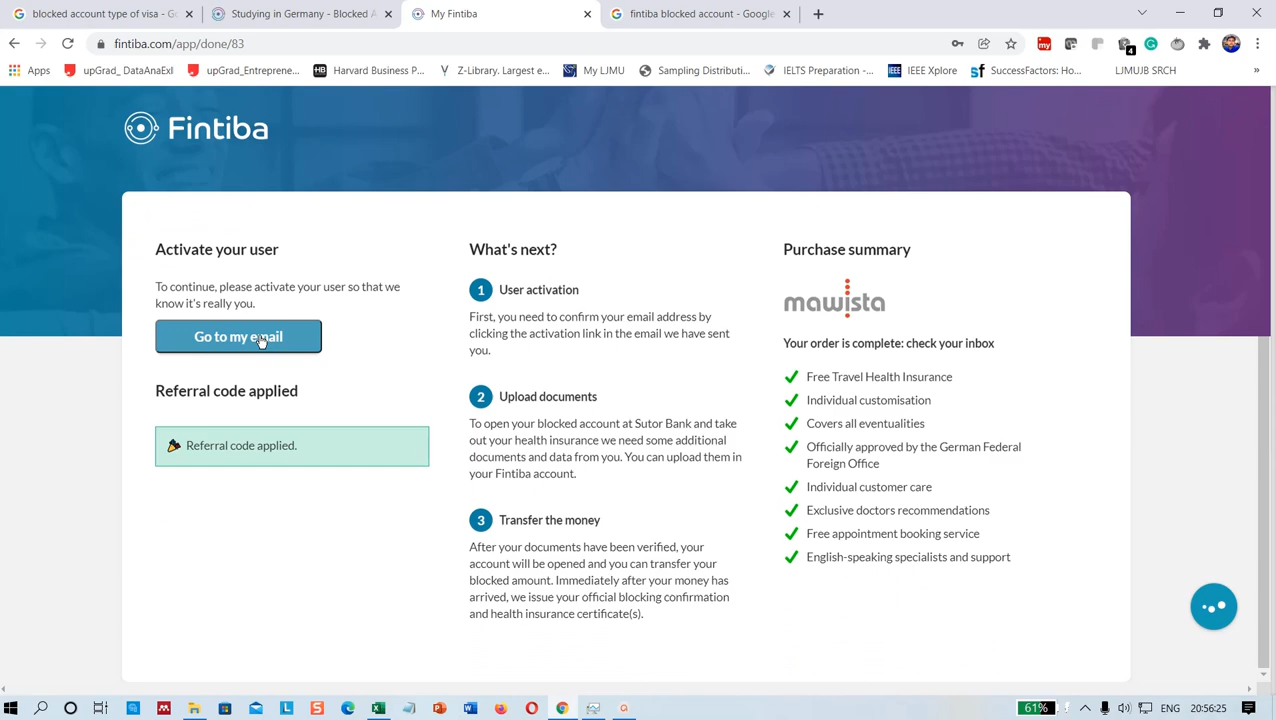 blocked account type of visa - Go
Studying in Germany - Blocked A
My Fintiba
fintiba blocked account - Google
fintiba.com/app/done/83
4
Apps
upGrad_ DataAnaExl
upGrad_Entreprene...
Harvard Business P...
Z-Library. Largest e...
My LJMU
Sampling Distributi...
IELTS Preparation -...
IEEE Xplore
SuccessFactors: Ho...
LJMUJB SRCH
»
Fintiba
Activate your user
To continue, please activate your user so that we
know it's really you.
Go to my email
Referral code applied
Referral code applied.
What's next?
1 User activation
First, you need to confirm your email address by
clicking the activation link in the email we have sent
you.
2 Upload documents
To open your blocked account at Sutor Bank and take
out your health insurance we need some additional
documents and data from you. You can upload them in
your Fintiba account.
3 Transfer the money
After your documents have been verified, your
account will be opened and you can transfer your
blocked amount. Immediately after your money has
arrived, we issue your official blocking confirmation
and health insurance certificate(s).
Purchase summary
mawista
Your order is complete: check your inbox
Free Travel Health Insurance
Individual customisation
Covers all eventualities
Officially approved by the German Federal
Foreign Office
Individual customer care
Exclusive doctors recommendations
Free appointment booking service
English-speaking specialists and support
61%
ENG
20:56:25